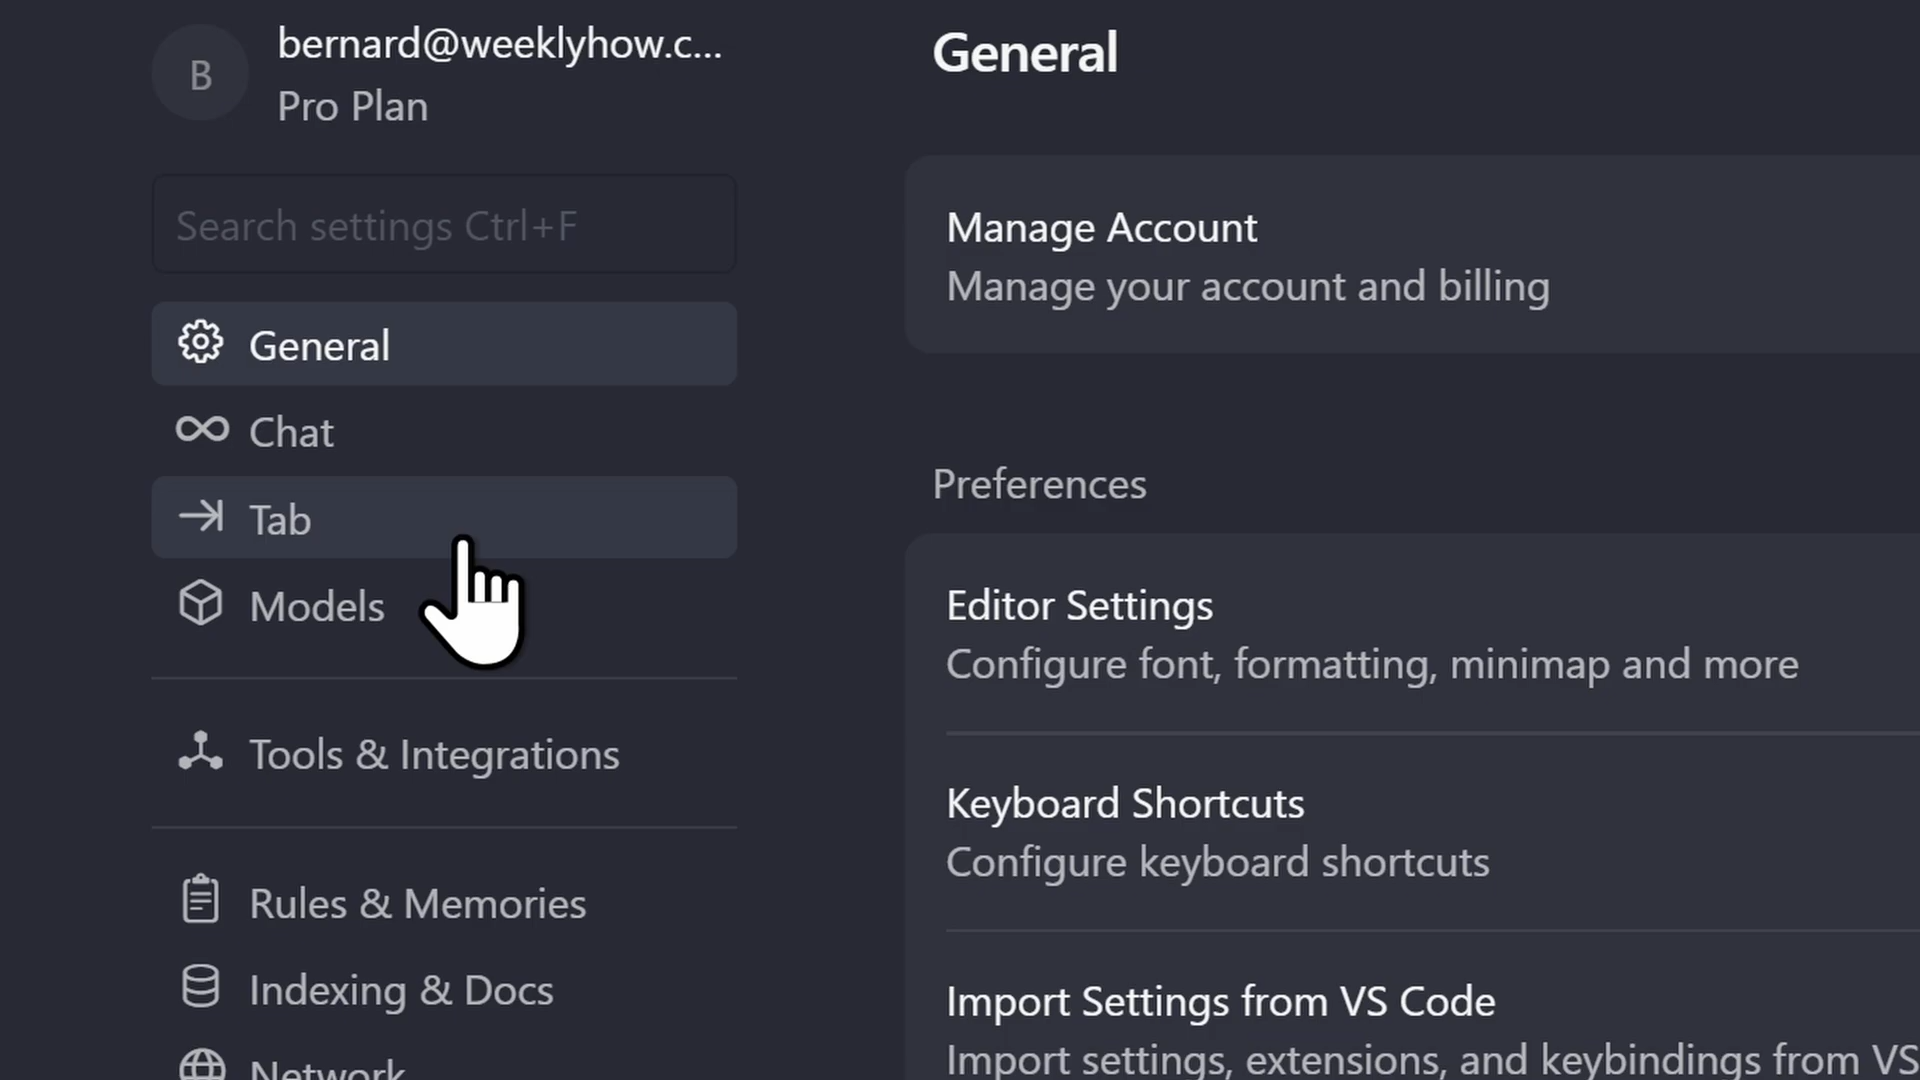 B
bernard@weeklyhow.c...
Pro Plan
Search settings Ctrl+F
General
Chat
Tab
Models
Tools & Integrations
Rules & Memories
Indexing & Docs
Network
General
Manage Account
Manage your account and billing
Preferences
Editor Settings
Configure font, formatting, minimap and more
Keyboard Shortcuts
Configure keyboard shortcuts
Import Settings from VS Code
Import settings, extensions, and keybindings from VS